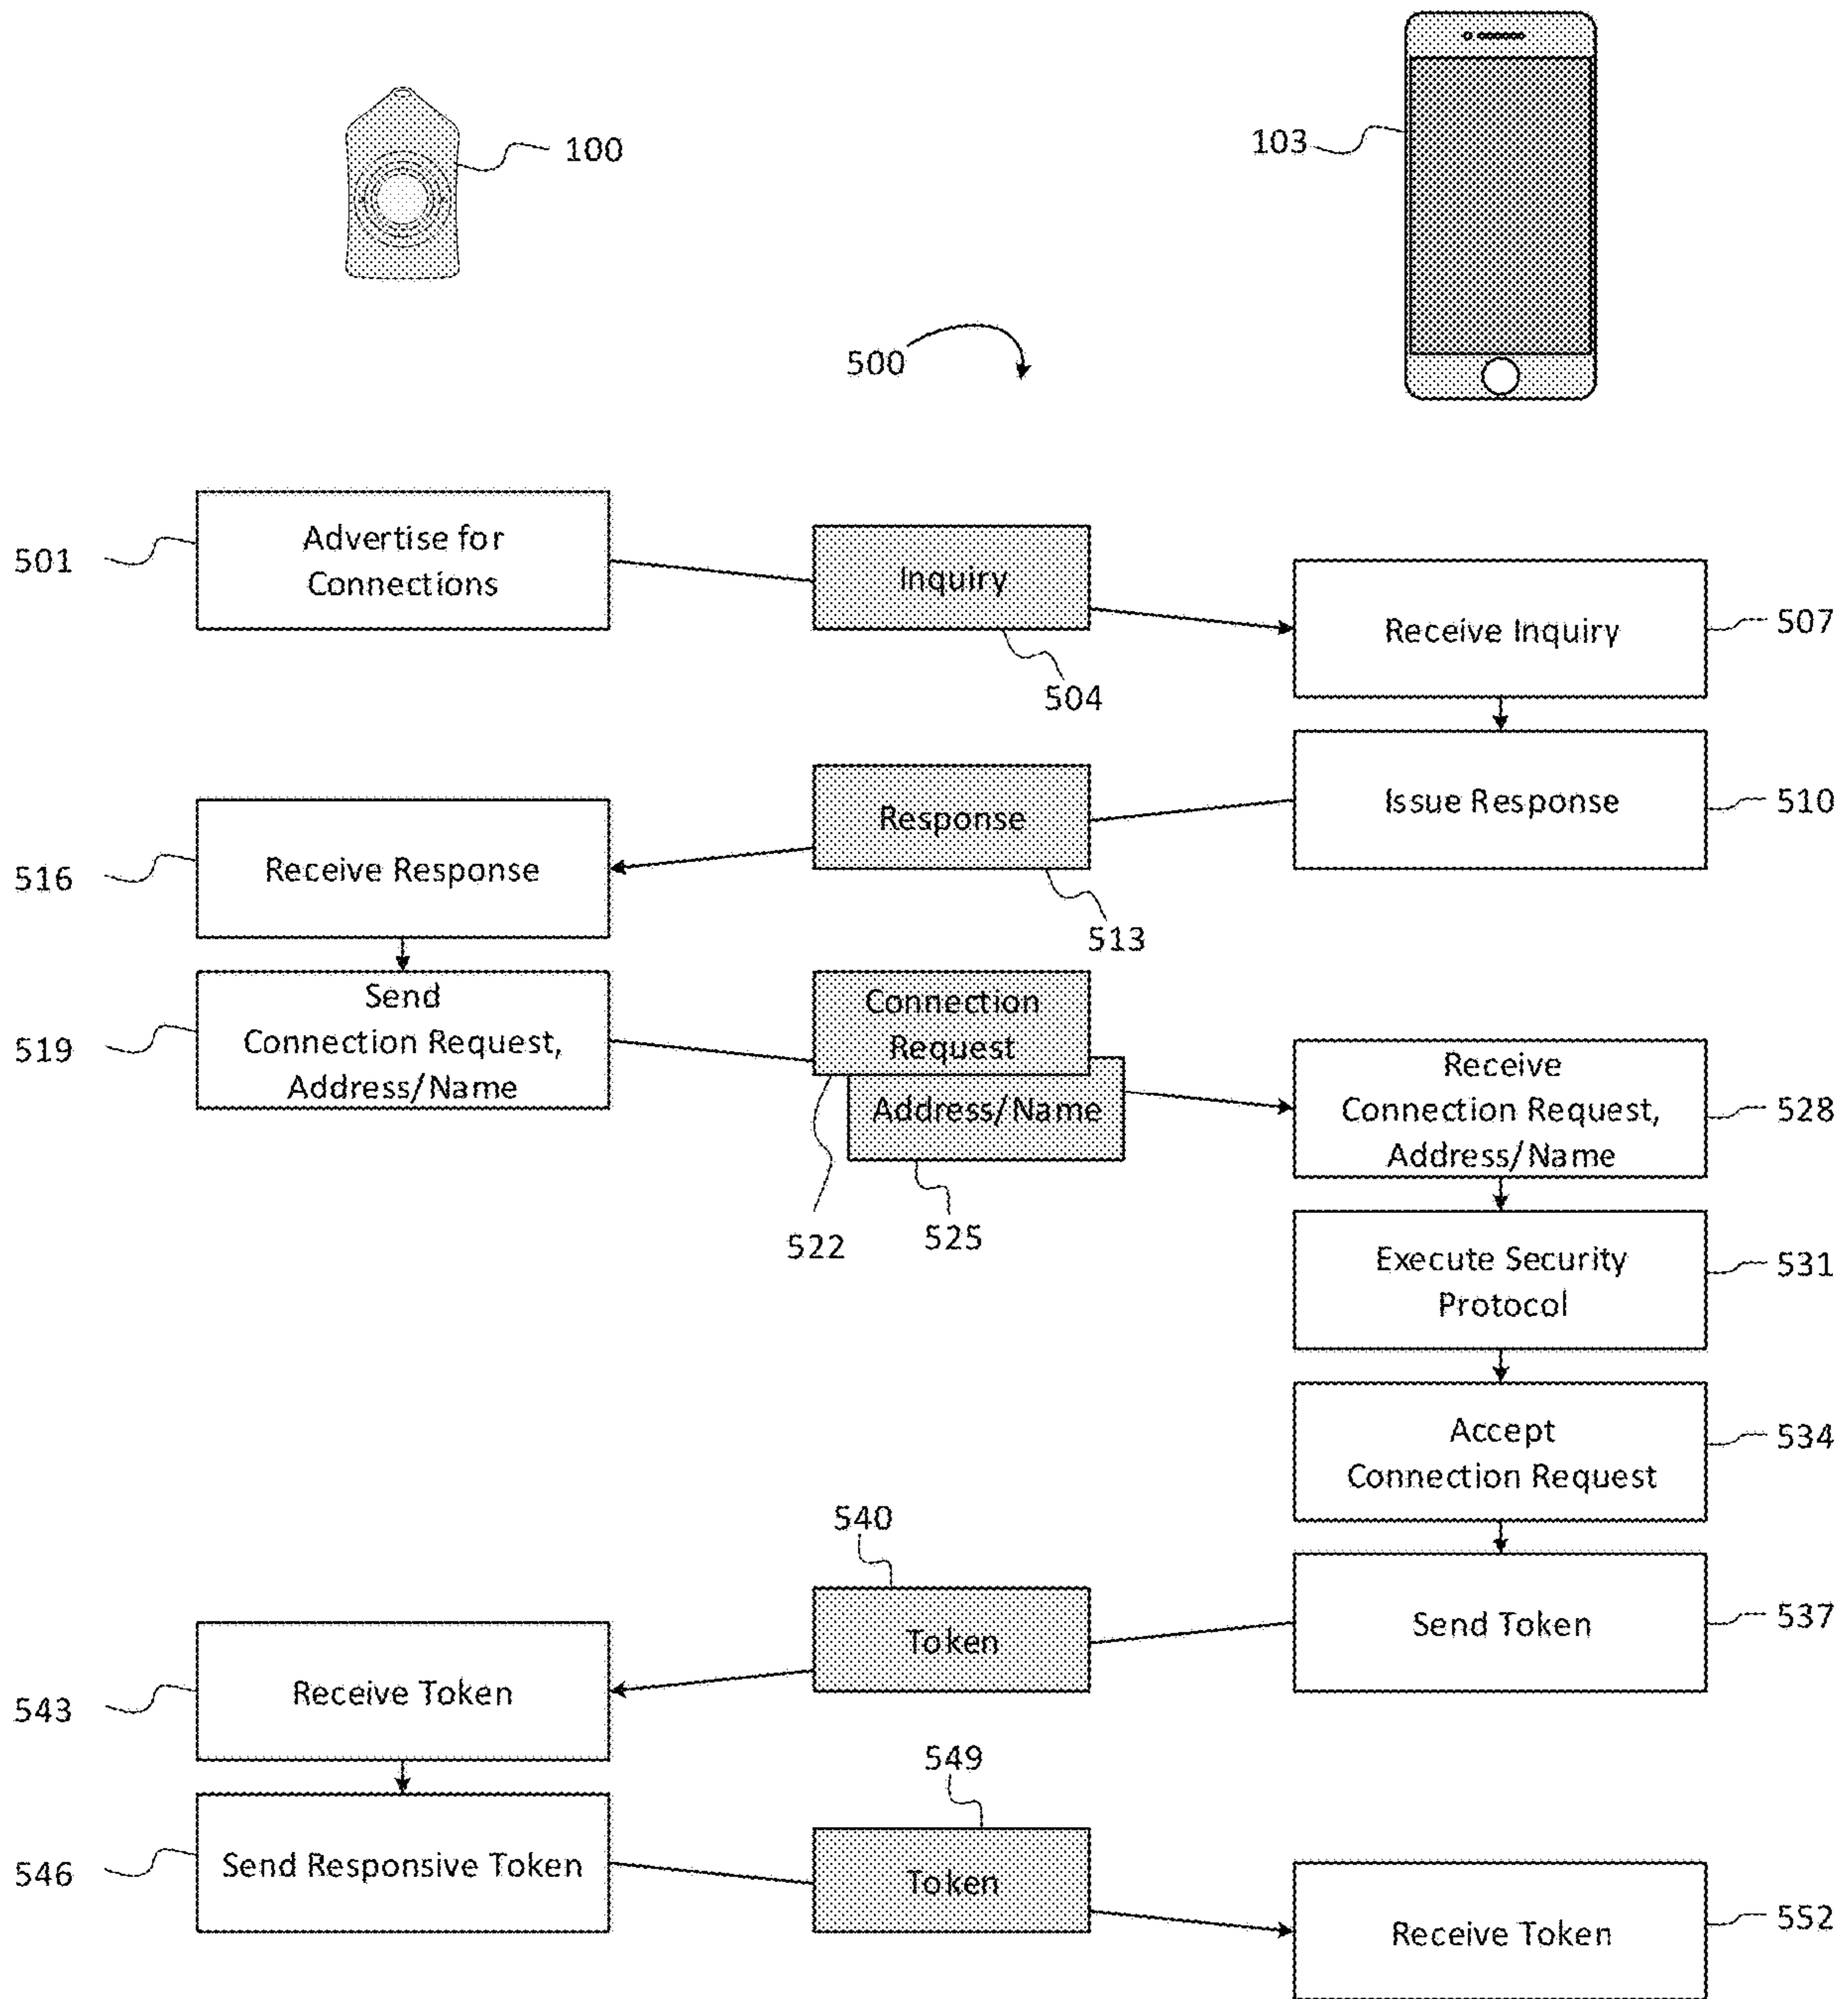 100
103
500
501
Advertise for
Connections
Inquiry
504
Receive Inquiry
507
Issue Response
510
Response
513
516
Receive Response
519
Send
Connection Request,
Address/Name
Connection
Request
Address/Name
522
525
Receive
Connection Request,
Address/Name
528
Execute Security
Protocol
531
Accept
Connection Request
534
540
Token
Send Token
537
543
Receive Token
549
546
Send Responsive Token
Token
Receive Token
552